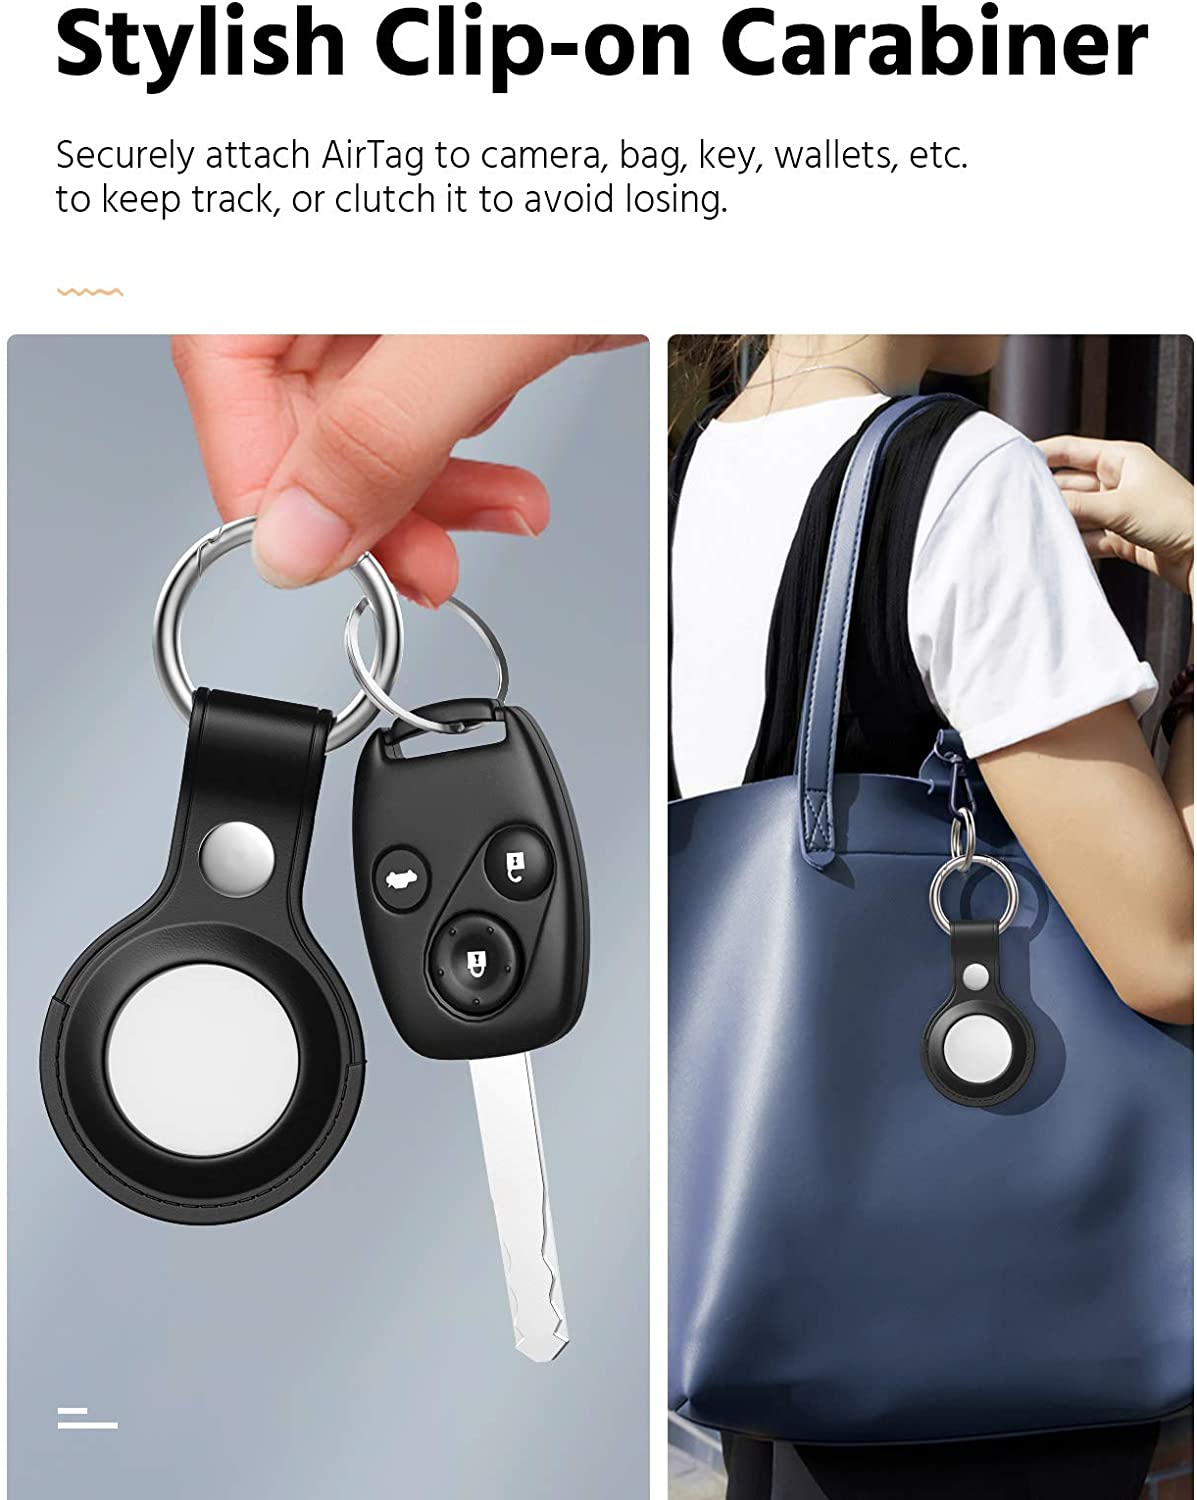 Stylish Clip-on Carabiner
Securely attach AirTag to camera, bag, key, wallets, etc.
to keep track, or clutch it to avoid losing.